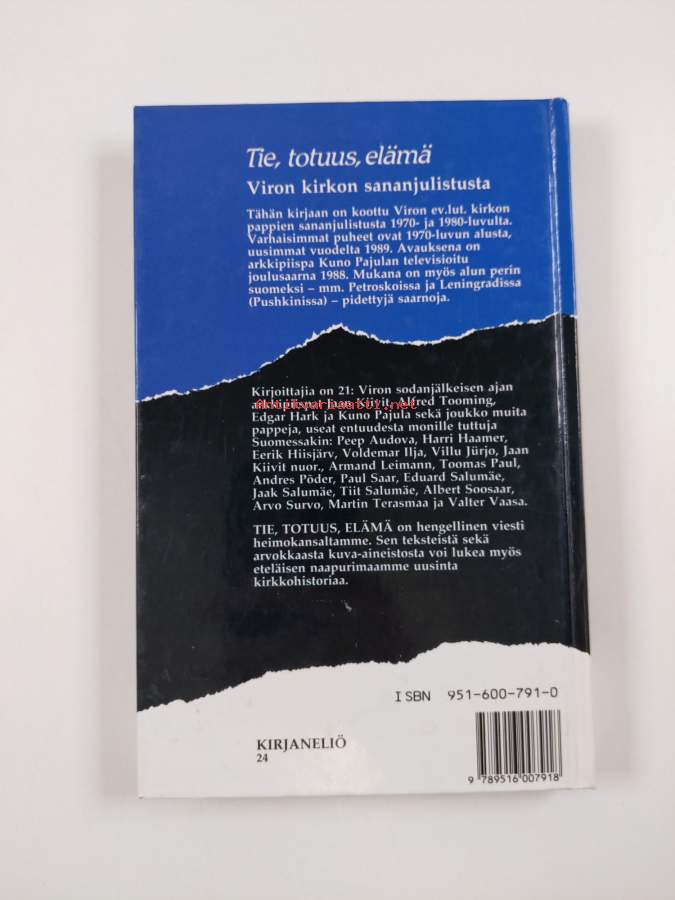 Tie, totuus, elämä
Viron kirkon sananjulistusta
Tähän kirjaan on koottu Viron ev.lut. kirkon
pappien sananjulistusta 1970- ja 1980-luvulta.
Varhaisimmat puheet ovat 1970-luvun alusta,
uusimmat vuodelta 1989. Avauksena on
arkkipiispa Kuno Pajulan televisioitu
joulusaarna 1988. Mukana on myös alun perin
suomeksi – mm. Petroskoissa ja Leningradissa
(Pushkinissa) – pidettyjä saarnoja.
Kirjoittajia on 21: Viron sodanjälkeisen ajan
arkkipiispat Jaan Kiivit, Alfred Tooming,
Antikvariaatti.net
Edgar Hark ja Kuno Pajula sekä joukko muita
pappeja, useat entuudesta monille tuttuja
Suomessakin: Peep Audova, Harri Haamer,
Eerik Hiisjärv, Voldemar Ilja, Villu Jürjo, Jaan
Kiivit nuor., Armand Leimann, Toomas Paul,
Andres Põder, Paul Saar, Eduard Salumäe,
Jaak Salumäe, Tiit Salumäe, Albert Soosaar,
Arvo Survo, Martin Terasmaa ja Valter Vaasa.
TIE, TOTUUS, ELÄMÄ on hengellinen viesti
heimokansaltamme. Sen teksteistä sekä
arvokkaasta kuva-aineistosta voi lukea myös
eteläisen naapurimaamme uusinta
kirkkohistoriaa.
ISBN 951-600-791-0
KIRJANELIÖ
24
9 789516 007918